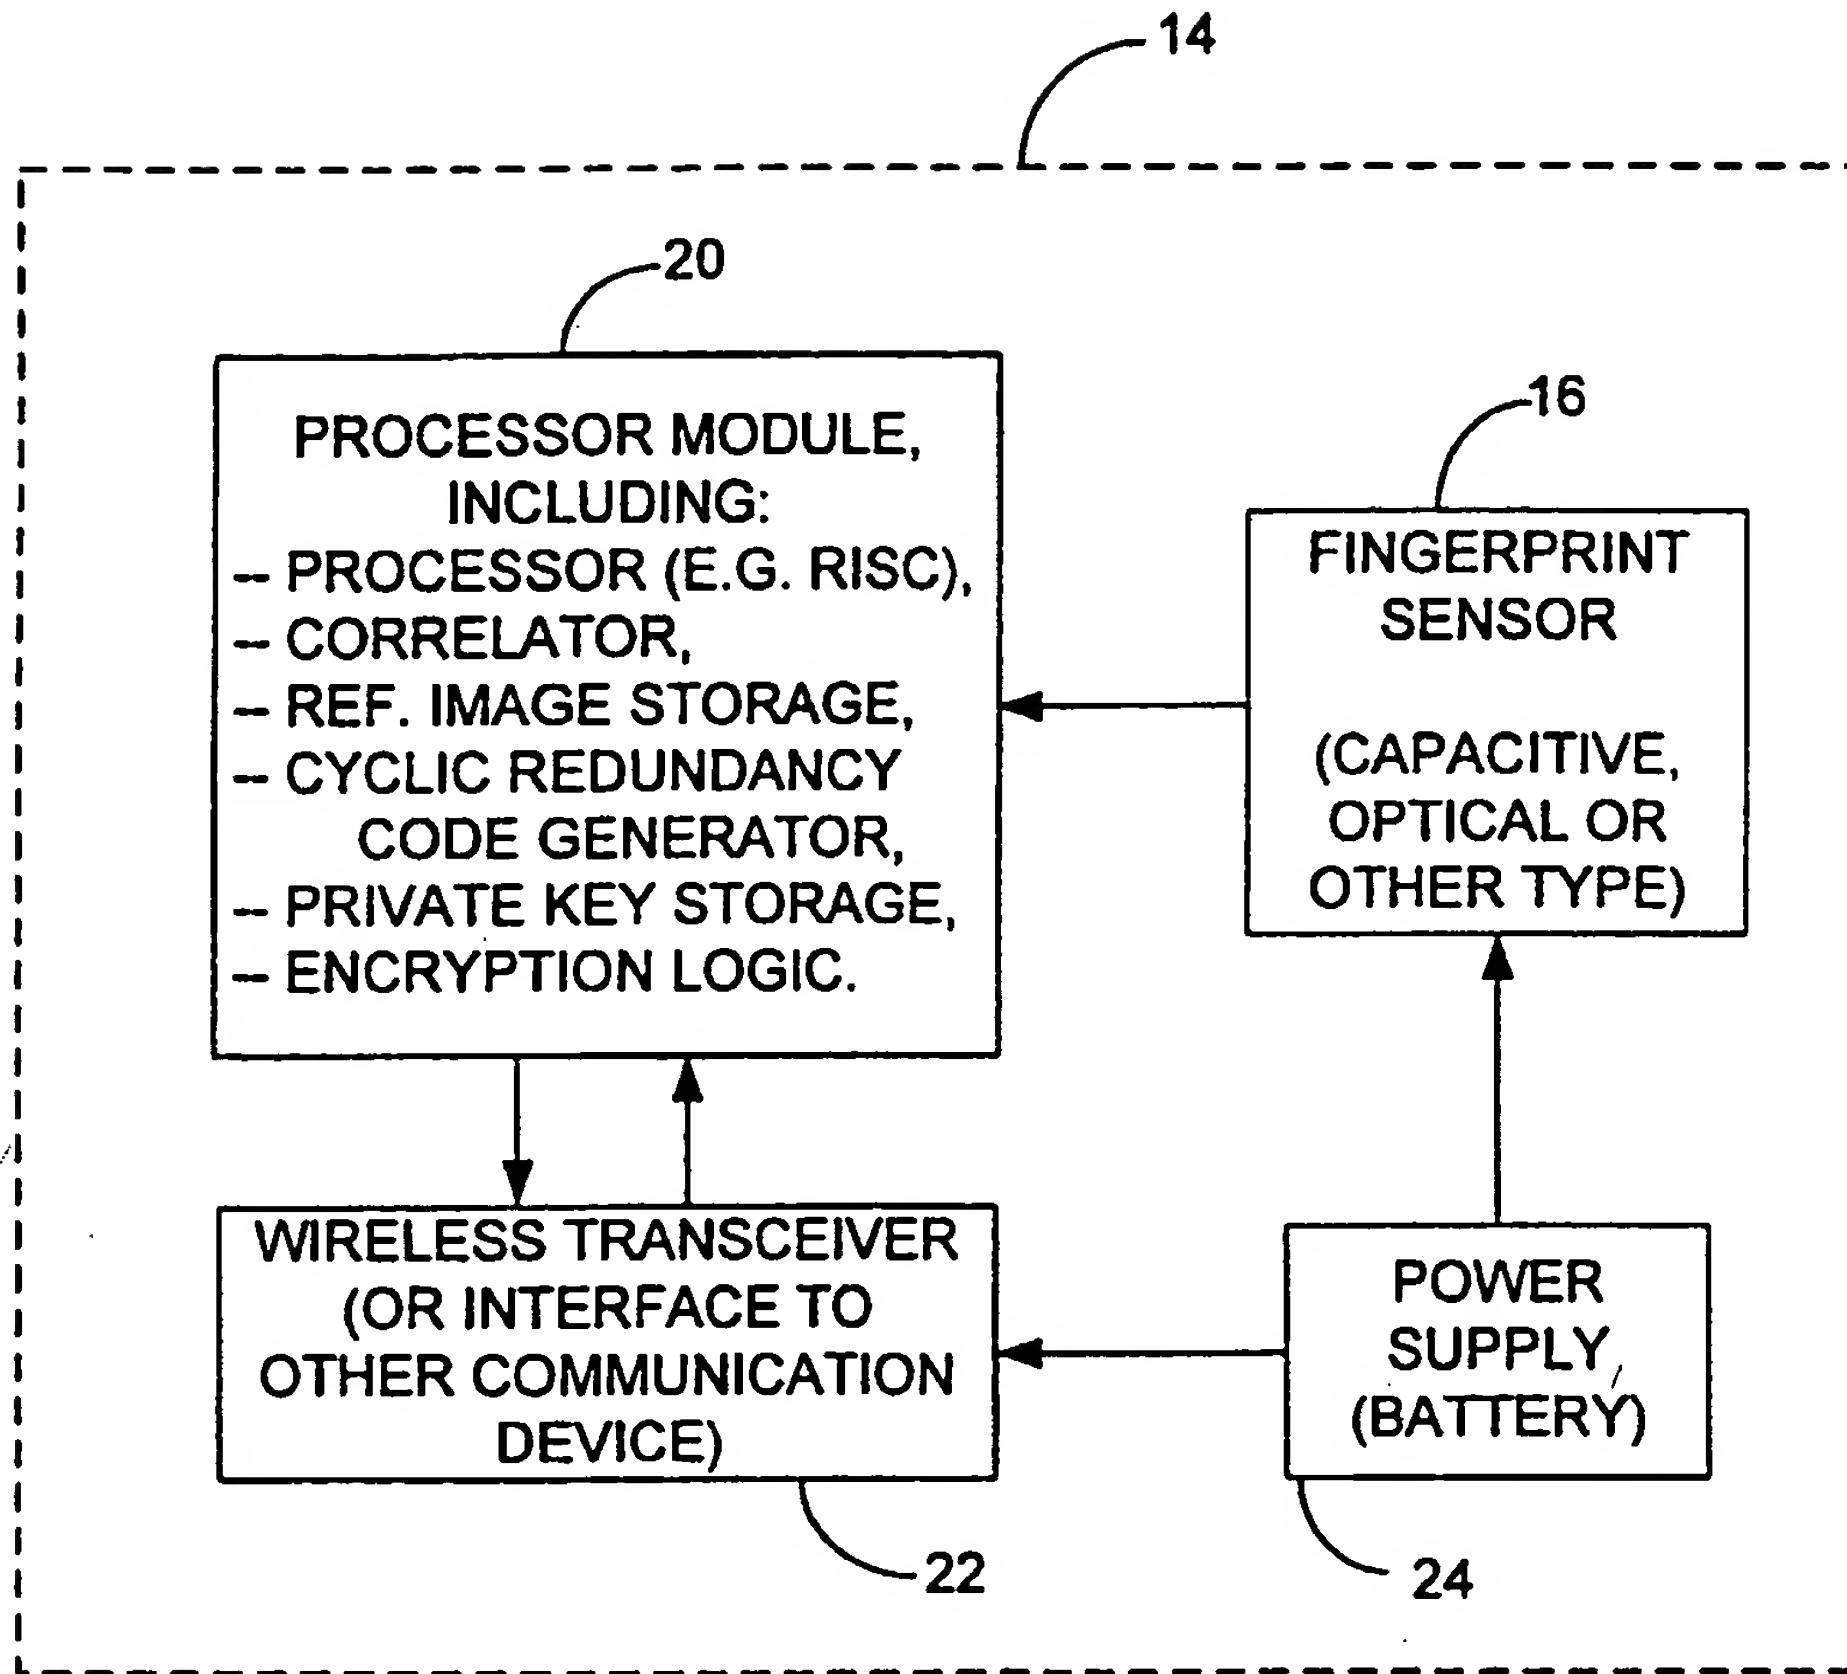 14
20
PROCESSOR MODULE,
INCLUDING:
-- PROCESSOR (E.G. RISC),
-- CORRELATOR,
-- REF. IMAGE STORAGE,
-- CYCLIC REDUNDANCY
CODE GENERATOR,
-- PRIVATE KEY STORAGE,
-- ENCRYPTION LOGIC.
16
FINGERPRINT
SENSOR
(CAPACITIVE,
OPTICAL OR
OTHER TYPE)
WIRELESS TRANSCEIVER
(OR INTERFACE TO
OTHER COMMUNICATION
DEVICE)
22
POWER
SUPPLY
(BATTERY)
24